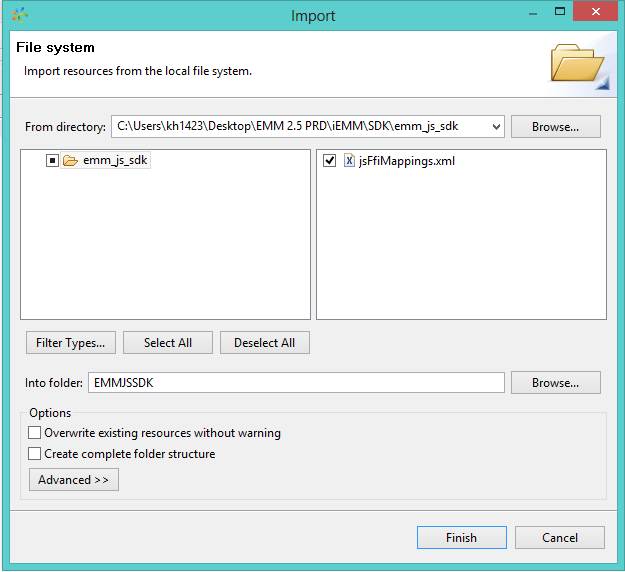 Import
File system
Import resources from the local file system.
From directory: C:\Users\kh1423\Desktop\EMM 2.5 PRD\iEMM\SDK\emm_js_sdk Browse...
emm_js_sdk
jsFfiMappings.xml
Filter Types... Select All Deselect All
Into folder: EMMJSSDK Browse...
Options
Overwrite existing resources without warning
Create complete folder structure
Advanced >>
Finish Cancel